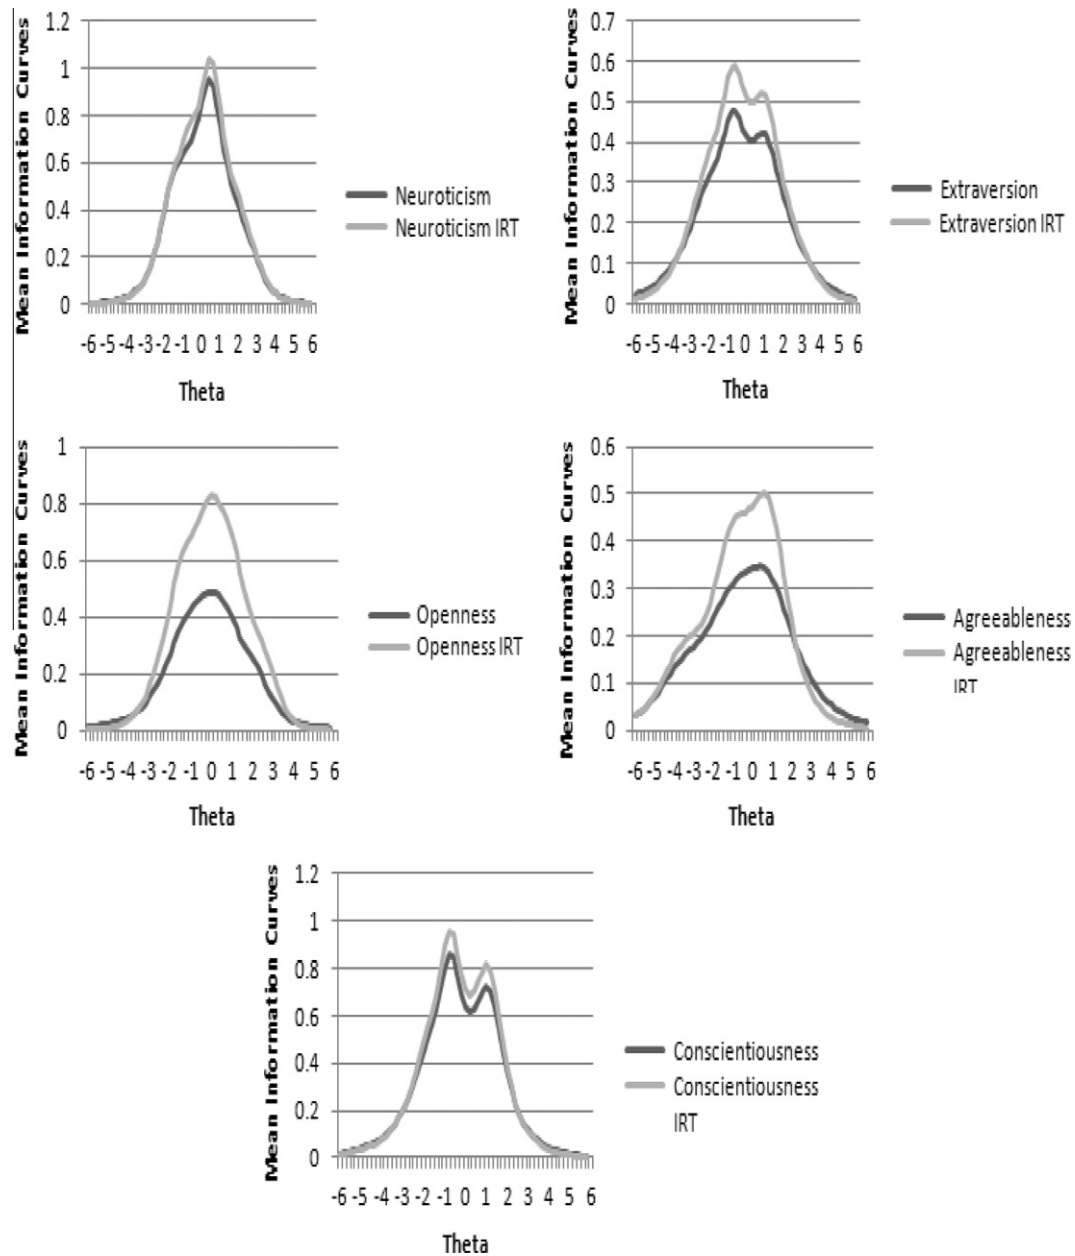 Mean Information Curves
1.2
1
0.8
0.6
0.4
0.2
0
-6 -5 -4 -3 -2 -1 0 1 2 3 4 5 6
Theta
Neuroticism
Neuroticism IRT
Mean Information Curves
0.7
0.6
0.5
0.4
0.3
0.2
0.1
0
-6 -5 -4 -3 -2 -1 0 1 2 3 4 5 6
Theta
Extraversion
Extraversion IRT
Mean Information Curves
1
0.8
0.6
0.4
0.2
0
-6 -5 -4 -3 -2 -1 0 1 2 3 4 5 6
Theta
Openness
Openness IRT
Mean Information Curves
0.6
0.5
0.4
0.3
0.2
0.1
0
-6 -5 -4 -3 -2 -1 0 1 2 3 4 5 6
Theta
Agreeableness
Agreeableness
IRT
Mean Information Curves
1.2
1
0.8
0.6
0.4
0.2
0
-6 -5 -4 -3 -2 -1 0 1 2 3 4 5 6
Theta
Conscientiousness
Conscientiousness
IRT